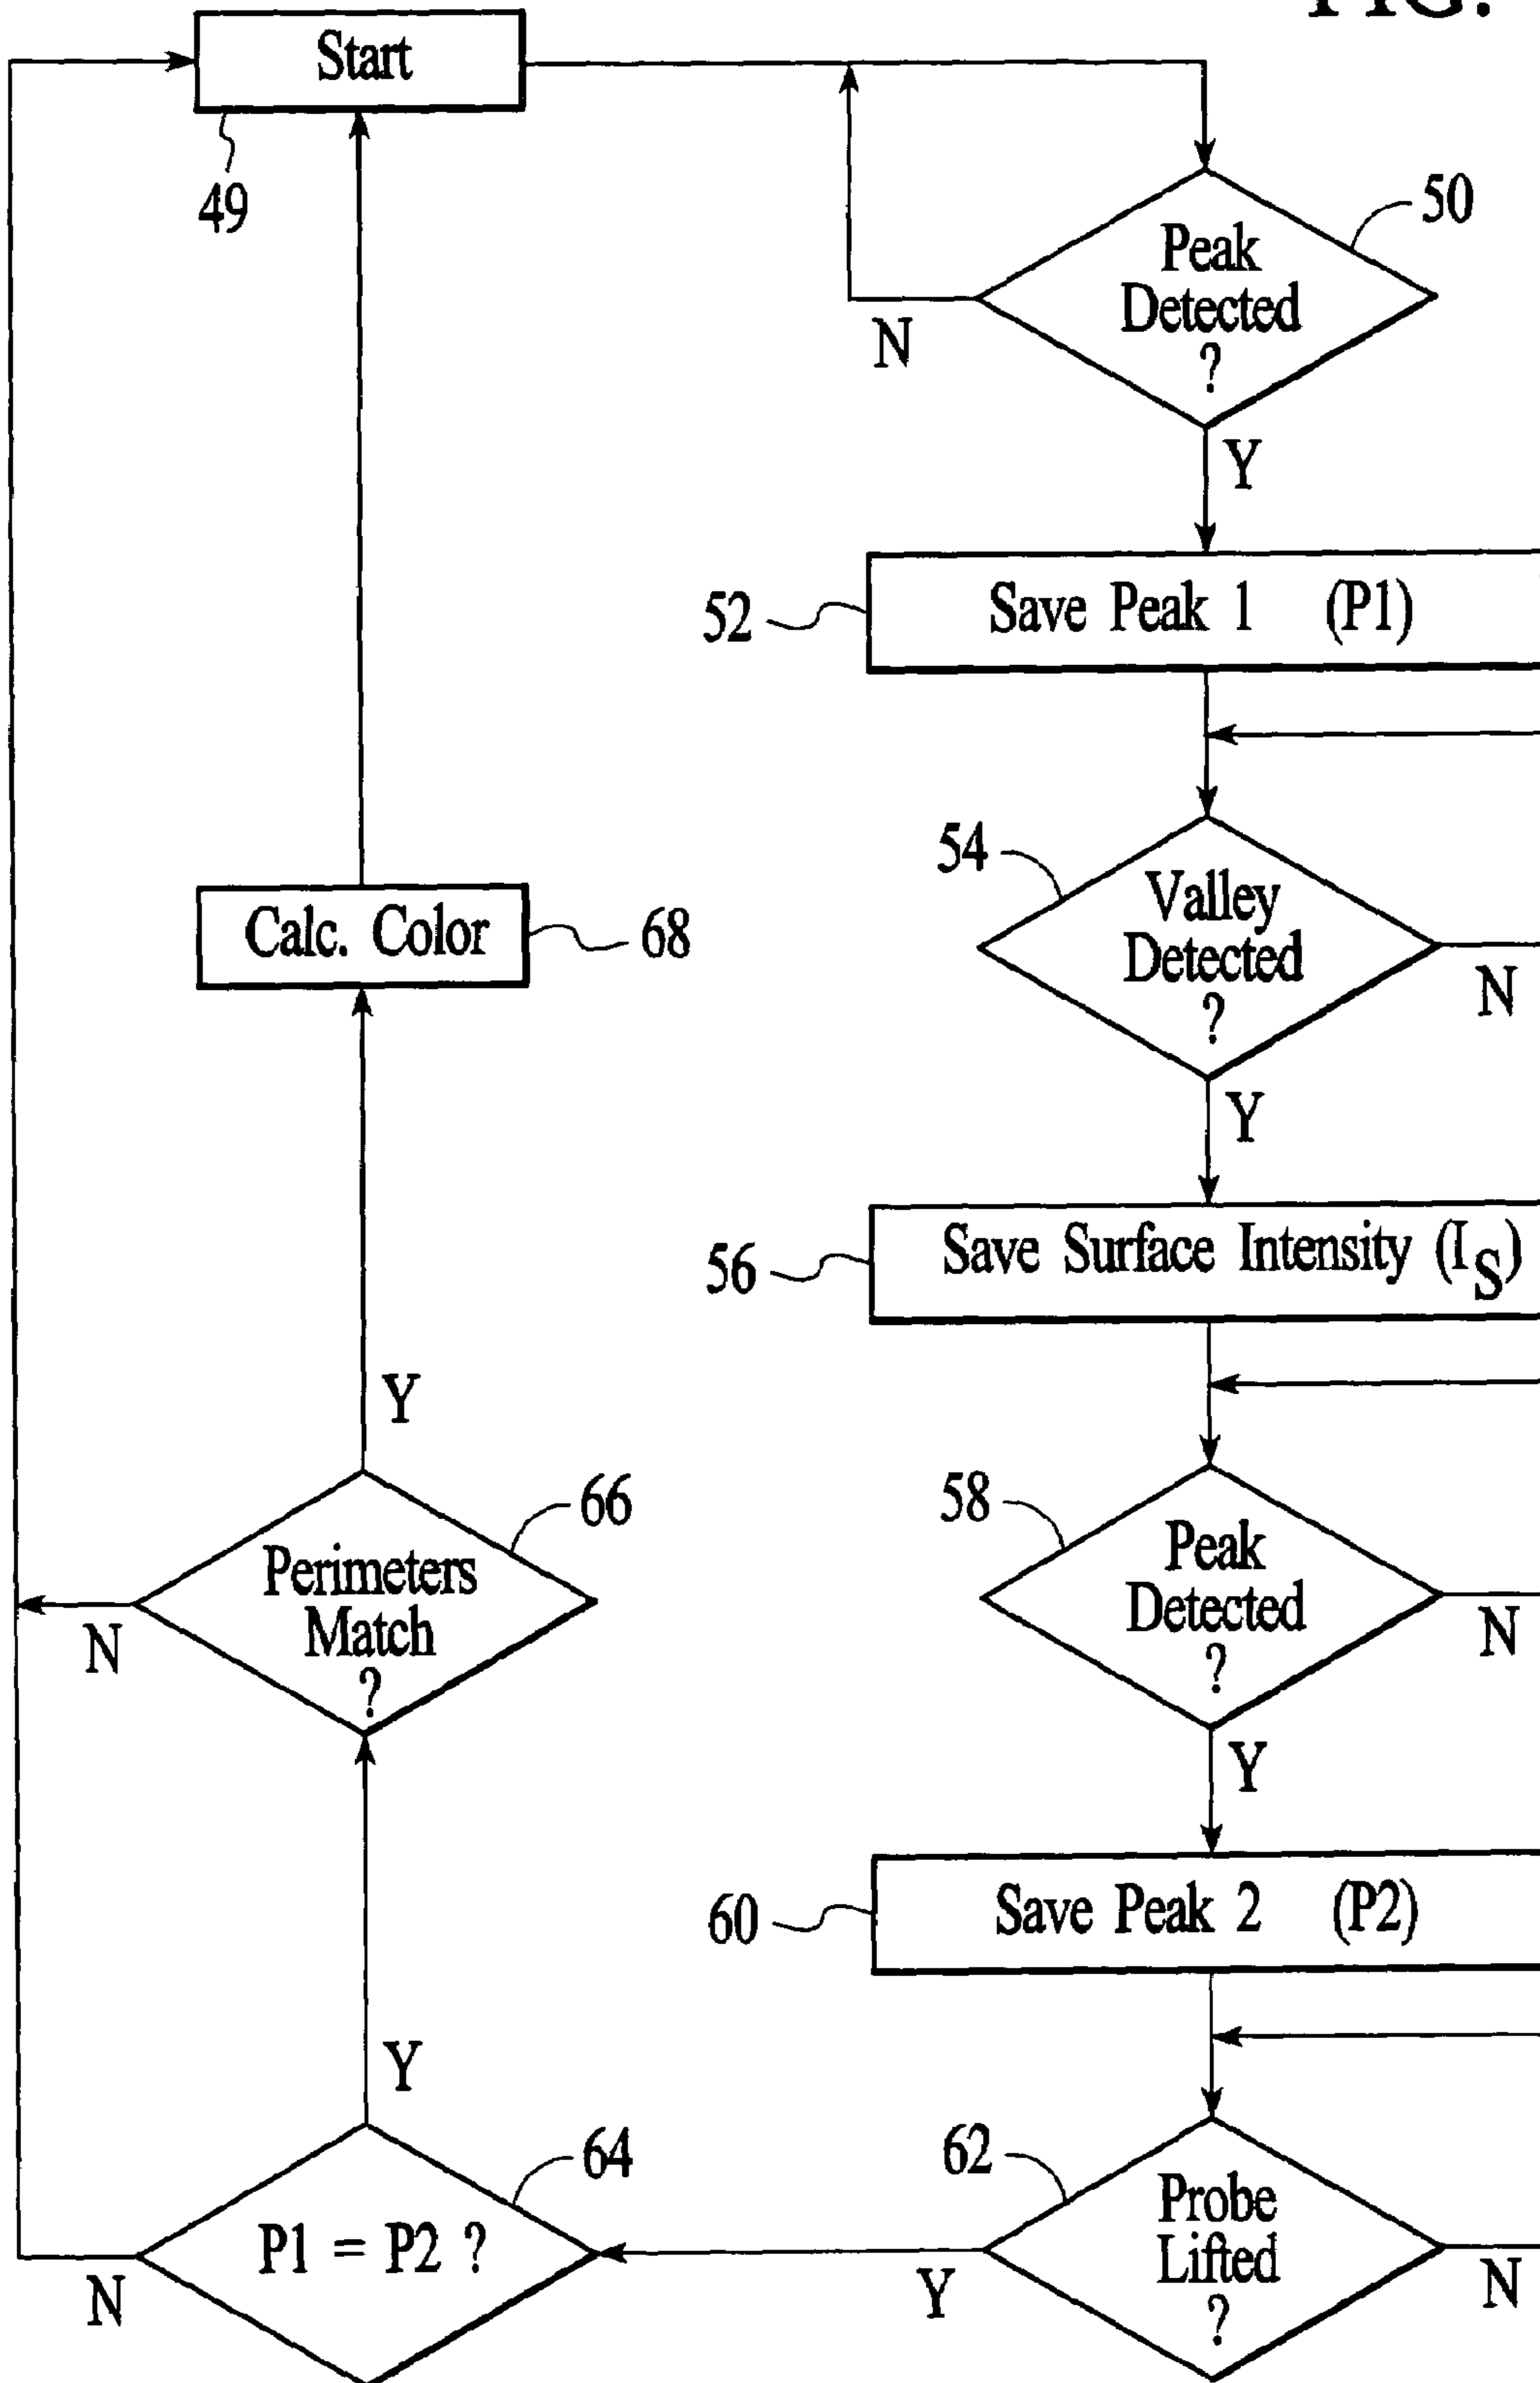 FIG.
Start
49
Peak
Detected
?
50
N
Y
52
Save Peak 1 (P1)
54
Valley
Detected
?
N
Y
Calc. Color
68
56
Save Surface Intensity (IS)
Y
58
Peak
Detected
?
N
Y
66
Perimeters
Match
?
N
60
Save Peak 2 (P2)
Y
62
Probe
Lifted
?
N
Y
64
P1 = P2 ?
N